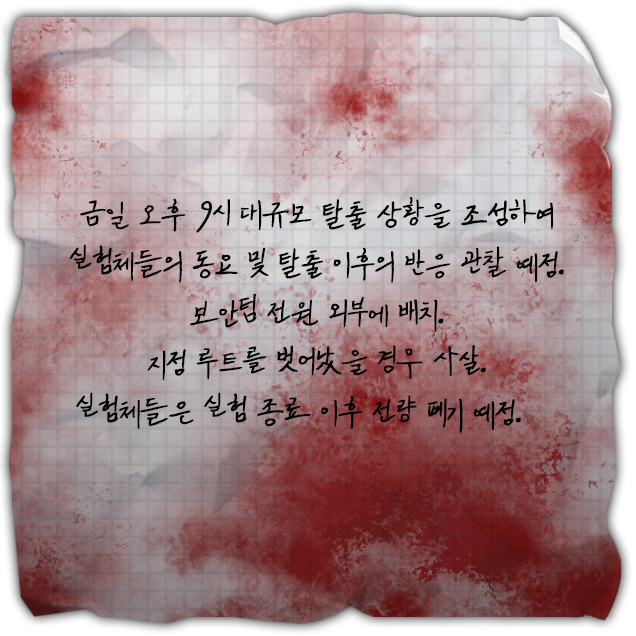 금일 오후 9시 대규모 탈출 상황을 조성하여
실험체들의 동요 및 탈출 이후의 반응 관찰 예정.
보안팀 전원 외부에 배치.
지정 루트를 벗어났을 경우 사살.
실험체들은 실험 종료 이후 전량 폐기 예정.